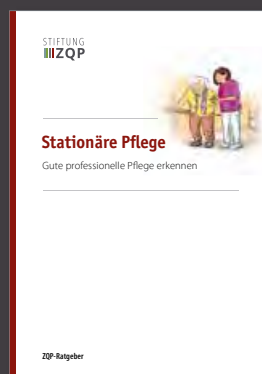 STIFTUNG
ZQP
Stationäre Pflege
Gute professionelle Pflege erkennen
ZQP-Ratgeber